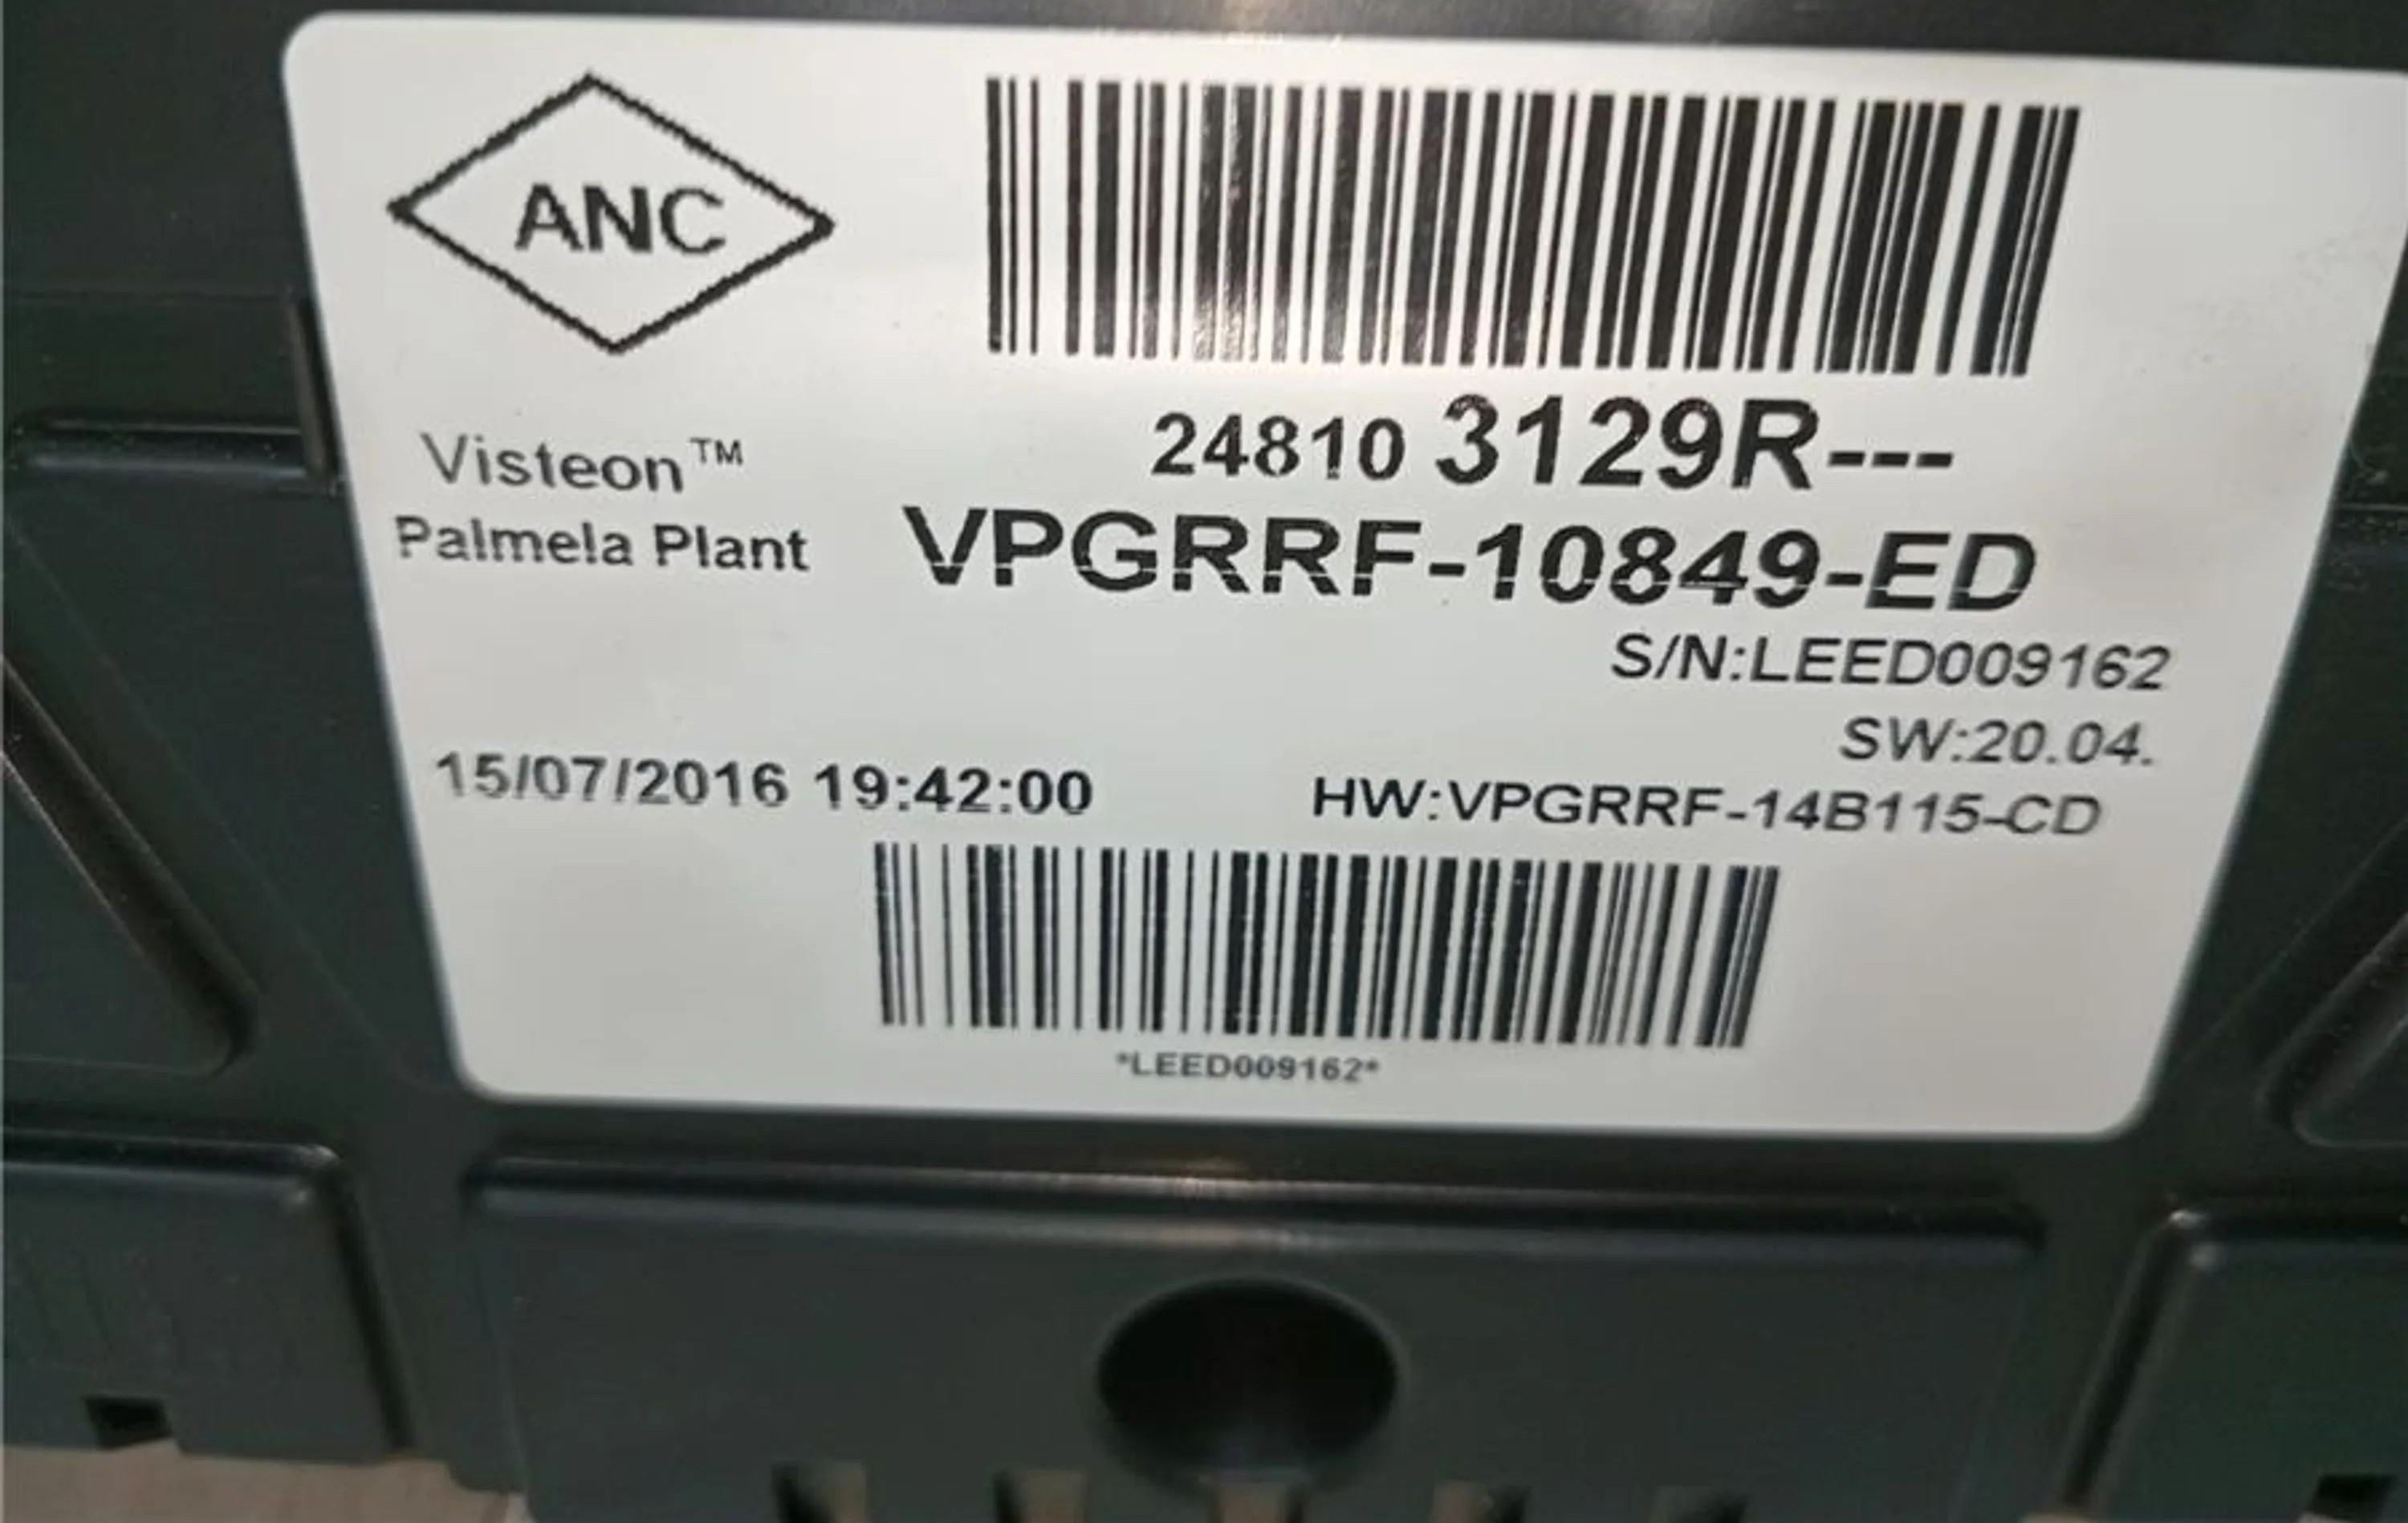 ANC
Visteon™
Palmela Plant
24810 3129R---
VPGRRF-10849-ED
S/N:LEED009162
SW:20.04.
15/07/2016 19:42:00
HW:VPGRRF-14B115-CD
*LEED009162*